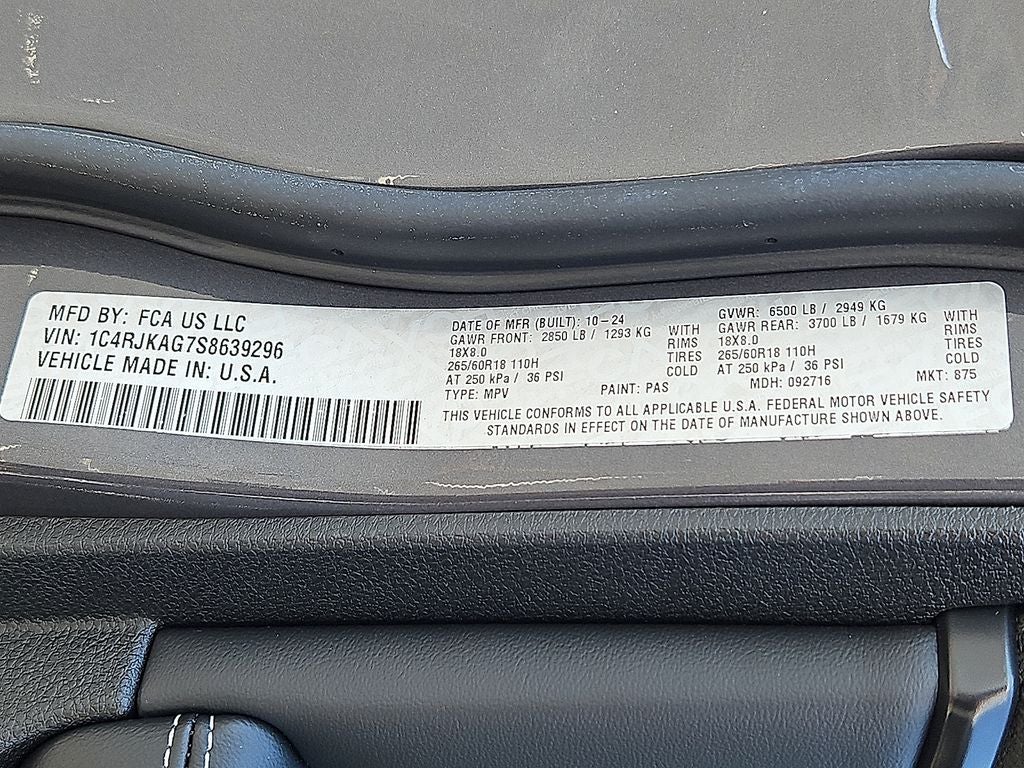 MFD BY: FCA US LLC
VIN: 1C4RJKAG7S8639296
VEHICLE MADE IN: U.S.A.
DATE OF MFR (BUILT): 10-24
GAWR FRONT: 2850 LB / 1293 KG
18X8.0
265/60R18 110H
AT 250 kPa / 36 PSI
TYPE: MPV
WITH
RIMS
TIRES
COLD
PAINT: PAS
GVWR: 6500 LB / 2949 KG
GAWR REAR: 3700 LB / 1679 KG
18X8.0
265/60R18 110H
AT 250 kPa / 36 PSI
MDH: 092716
WITH
RIMS
TIRES
COLD
MKT: 875
THIS VEHICLE CONFORMS TO ALL APPLICABLE U.S.A. FEDERAL MOTOR VEHICLE SAFETY
STANDARDS IN EFFECT ON THE DATE OF MANUFACTURE SHOWN ABOVE.